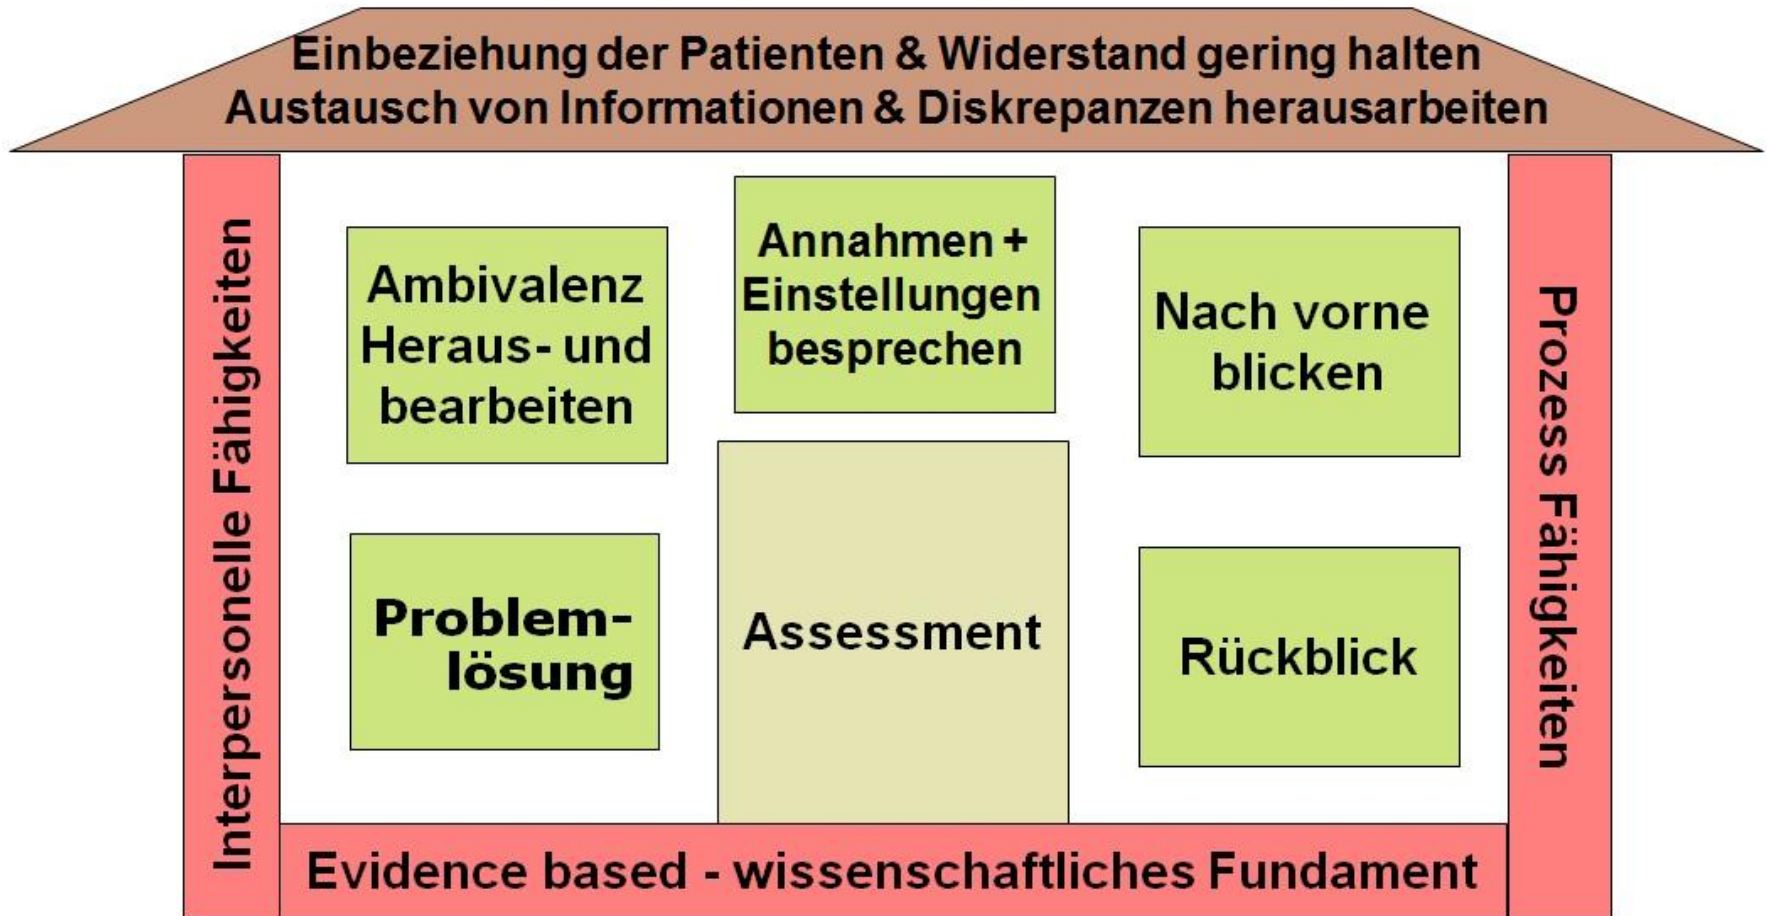 Einbeziehung der Patienten & Widerstand gering halten
Austausch von Informationen & Diskrepanzen herausarbeiten
Interpersonelle Fähigkeiten
Ambivalenz
Heraus- und
bearbeiten
Annahmen +
Einstellungen
besprechen
Nach vorne
blicken
Problem-
lösung
Assessment
Rückblick
Prozess Fähigkeiten
Evidence based - wissenschaftliches Fundament